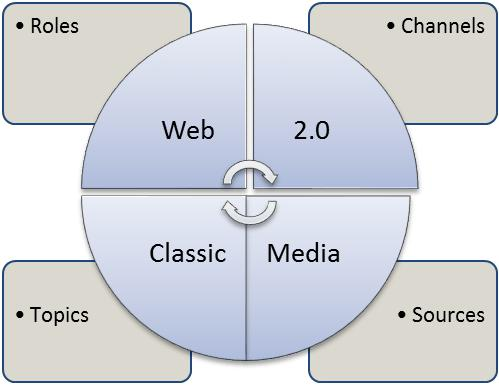 • Roles
• Channels
Web 2.0
Classic Media
• Topics
• Sources